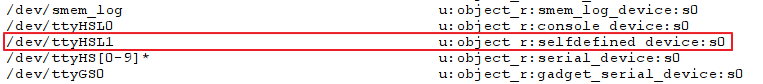 /dev/smem_log u:object_r:smem_log_device:s0
/dev/ttyHSL0 u:object_r:console_device:s0
/dev/ttyHSL1 u:object_r:selfdefined_device:s0
/dev/ttyHS[0-9]* u:object_r:serial_device:s0
/dev/ttyGS0 u:object_r:gadget_serial_device:s0